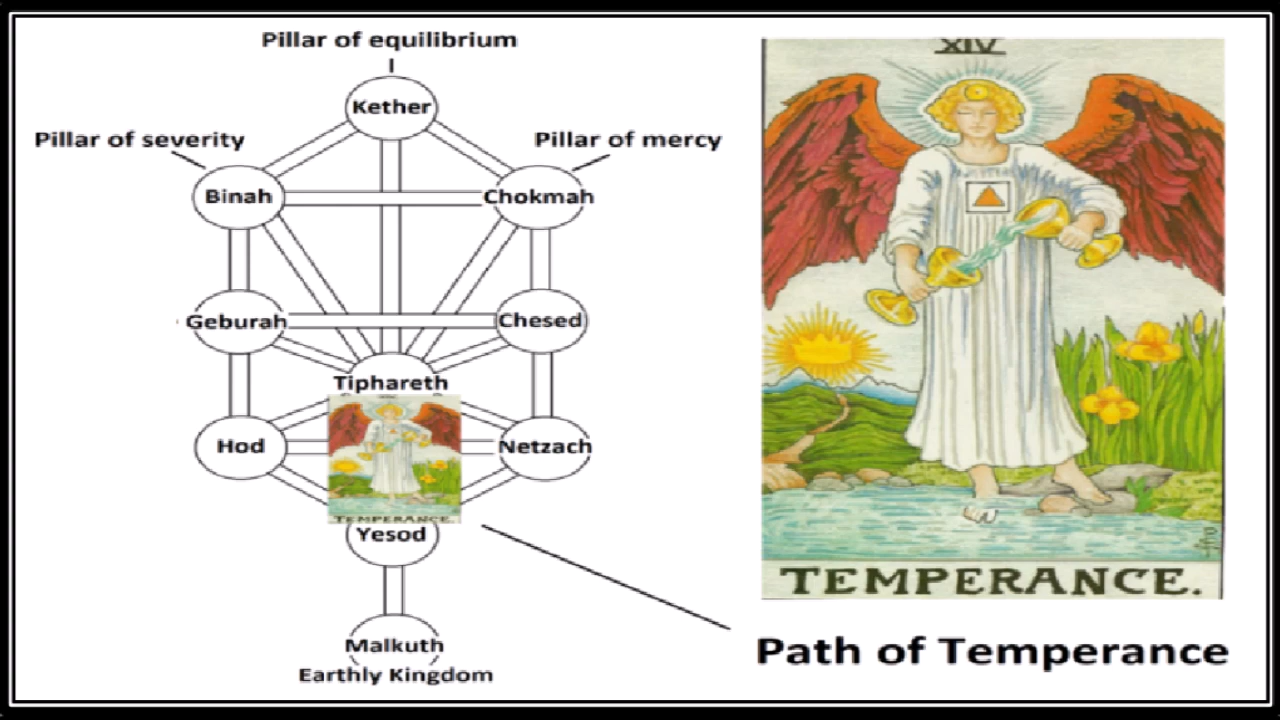 Pillar of equilibrium
Kether
Pillar of severity
Pillar of mercy
Binah
Chokmah
Geburah
Chesed
Tiphareth
XIV
Hod
Netzach
TEMPERANCE.
Yesod
Malkuth
Earthly Kingdom
XIV
TEMPERANCE.
Path of Temperance